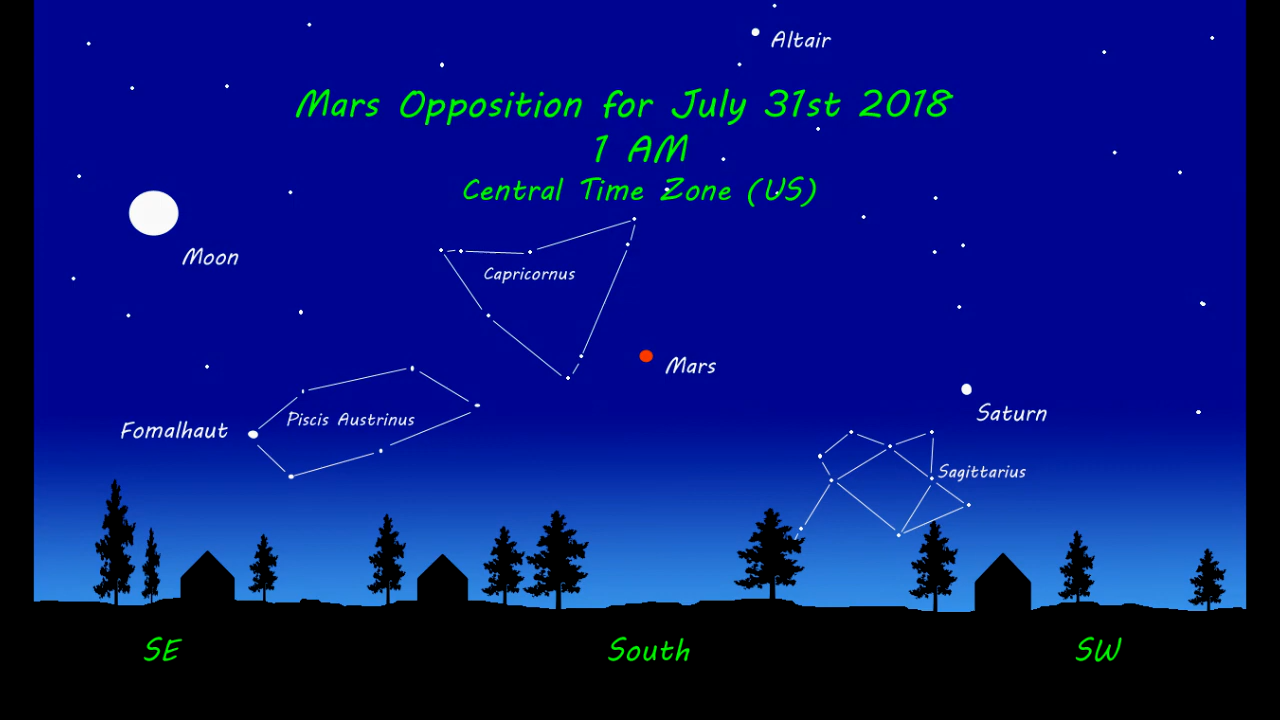 Altair
Mars Opposition for July 31st 2018
1 AM
Central Time Zone (US)
Moon
Capricornus
Mars
Saturn
Piscis Austrinus
Fomalhaut
Sagittarius
SE
South
SW